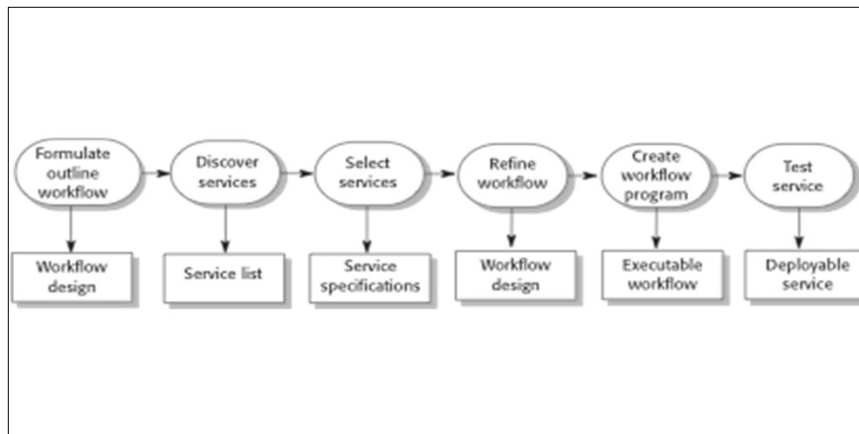 Formulate
outline
workflow
Discover
services
Select
services
Refine
workflow
Create
workflow
program
Test
service
Workflow
design
Service list
Service
specifications
Workflow
design
Executable
workflow
Deployable
service